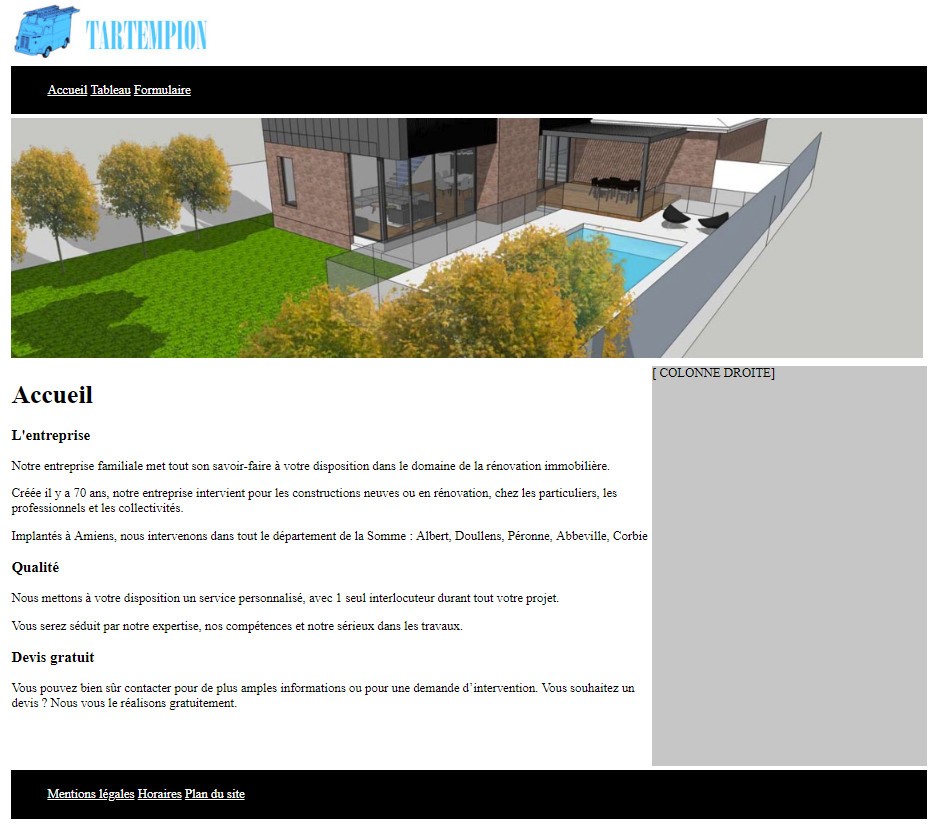 TARTEMPION
Accueil Tableau Formulaire
[ COLONNE DROITE]
Accueil
L'entreprise
Notre entreprise familiale met tout son savoir-faire à votre disposition dans le domaine de la rénovation immobilière.
Créée il y a 70 ans, notre entreprise intervient pour les constructions neuves ou en rénovation, chez les particuliers, les
professionnels et les collectivités.
Implantés à Amiens, nous intervenons dans tout le département de la Somme : Albert, Doullens, Péronne, Abbeville, Corbie
Qualité
Nous mettons à votre disposition un service personnalisé, avec 1 seul interlocuteur durant tout votre projet.
Vous serez séduit par notre expertise, nos compétences et notre sérieux dans les travaux.
Devis gratuit
Vous pouvez bien sûr contacter pour de plus amples informations ou pour une demande d’intervention. Vous souhaitez un
devis ? Nous vous le réalisons gratuitement.
Mentions légales Horaires Plan du site